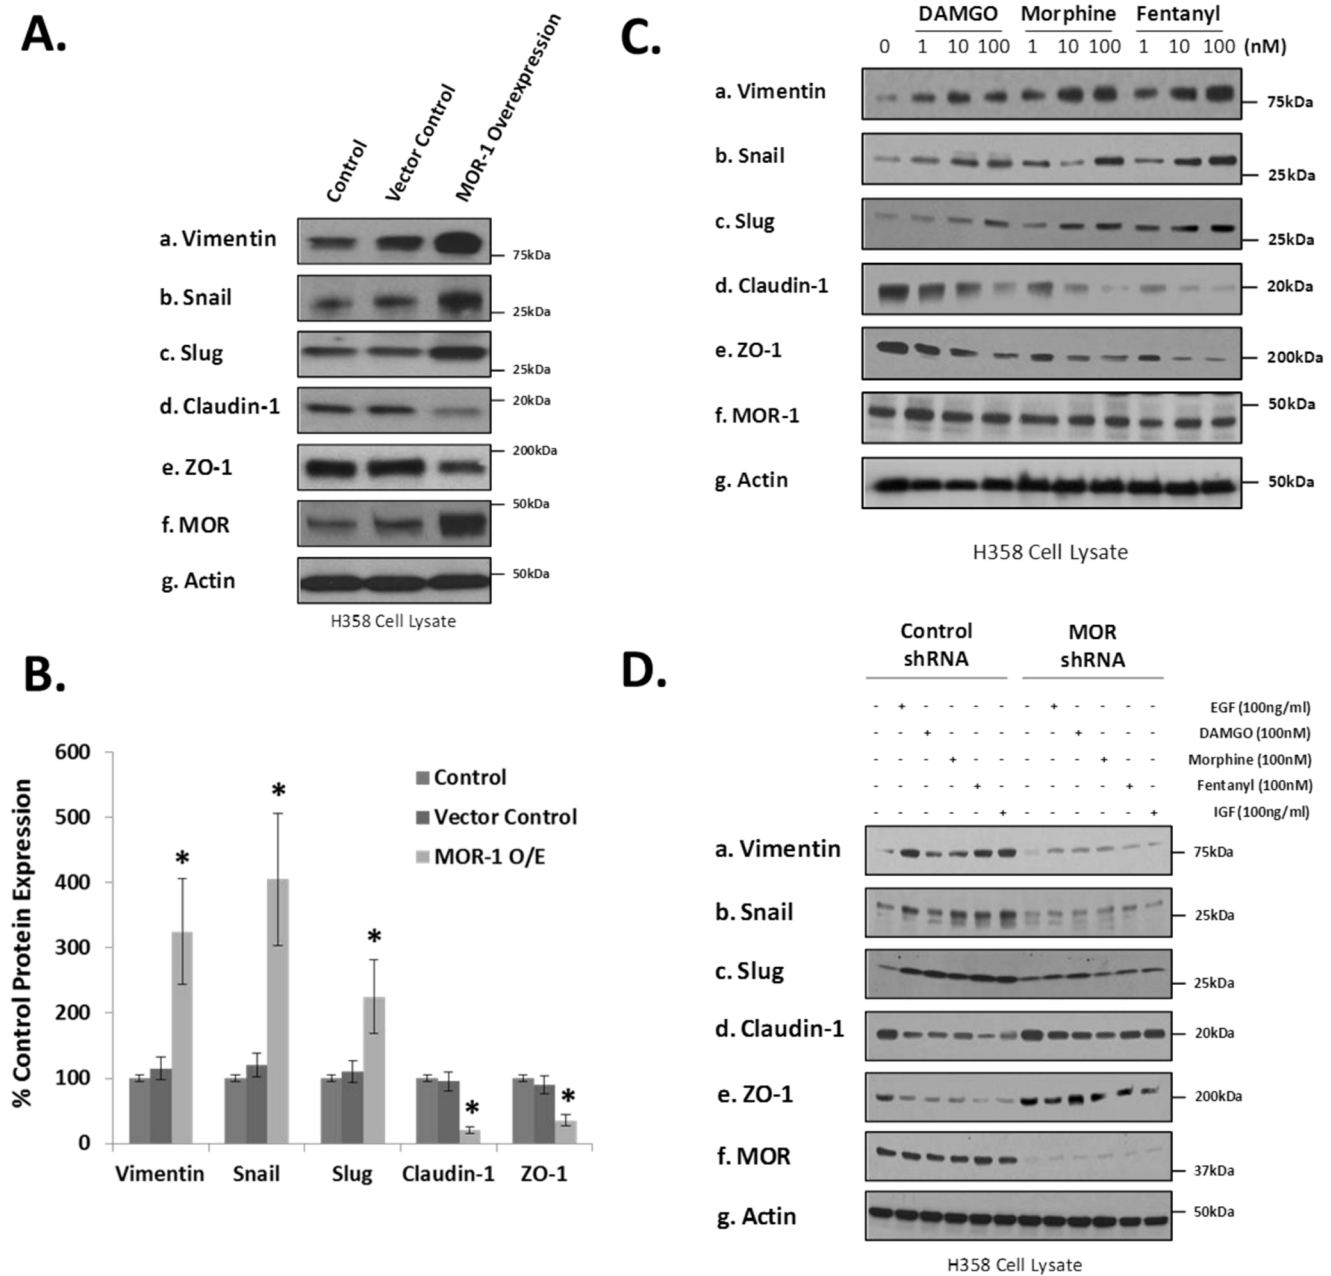 A.
Control
Vector Control
MOR-1 Overexpression
a. Vimentin
75kDa
b. Snail
25kDa
c. Slug
25kDa
d. Claudin-1
20kDa
e. ZO-1
200kDa
f. MOR
50kDa
g. Actin
50kDa
H358 Cell Lysate
B.
% Control Protein Expression
600
500
400
300
200
100
0
Control
Vector Control
MOR-1 O/E
*
*
*
*
*
Vimentin
Snail
Slug
Claudin-1
ZO-1
C.
DAMGO Morphine Fentanyl
0 1 10 100 1 10 100 1 10 100 (nM)
a. Vimentin
75kDa
b. Snail
25kDa
c. Slug
25kDa
d. Claudin-1
20kDa
e. ZO-1
200kDa
f. MOR-1
50kDa
g. Actin
50kDa
H358 Cell Lysate
D.
Control
shRNA
MOR
shRNA
- + - - - - - + - - - - EGF (100ng/ml)
- - + - - - - - + - - - DAMGO (100nM)
- - - + - - - - - + - - Morphine (100nM)
- - - - + - - - - - + - Fentanyl (100nM)
- - - - - + - - - - - + IGF (100ng/ml)
a. Vimentin
75kDa
b. Snail
25kDa
c. Slug
25kDa
d. Claudin-1
20kDa
e. ZO-1
200kDa
f. MOR
37kDa
g. Actin
50kDa
H358 Cell Lysate